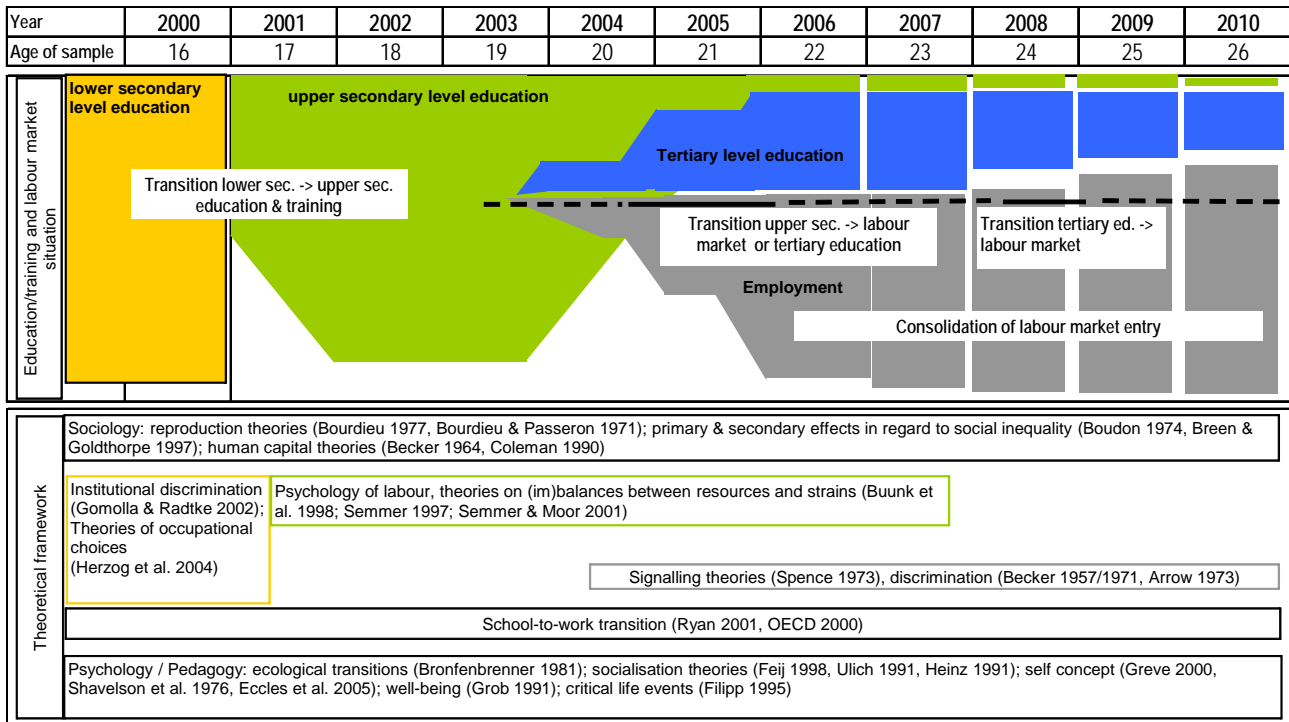 Year 2000 2001 2002 2003 2004 2005 2006 2007 2008 2009 2010
Age of sample 16 17 18 19 20 21 22 23 24 25 26
Education/training and labour market
situation
lower secondary
level education
upper secondary level education
Tertiary level education
Transition lower sec. -> upper sec.
education & training
Transition upper sec. -> labour
market or tertiary education
Transition tertiary ed. ->
labour market
Employment
Consolidation of labour market entry
Theoretical framework
Sociology: reproduction theories (Bourdieu 1977, Bourdieu & Passeron 1971); primary & secondary effects in regard to social inequality (Boudon 1974, Breen &
Goldthorpe 1997); human capital theories (Becker 1964, Coleman 1990)
Institutional discrimination
(Gomolla & Radtke 2002);
Theories of occupational
choices
(Herzog et al. 2004)
Psychology of labour, theories on (im)balances between resources and strains (Buunk et
al. 1998; Semmer 1997; Semmer & Moor 2001)
Signalling theories (Spence 1973), discrimination (Becker 1957/1971, Arrow 1973)
School-to-work transition (Ryan 2001, OECD 2000)
Psychology / Pedagogy: ecological transitions (Bronfenbrenner 1981); socialisation theories (Feij 1998, Ulich 1991, Heinz 1991); self concept (Greve 2000,
Shavelson et al. 1976, Eccles et al. 2005); well-being (Grob 1991); critical life events (Filipp 1995)